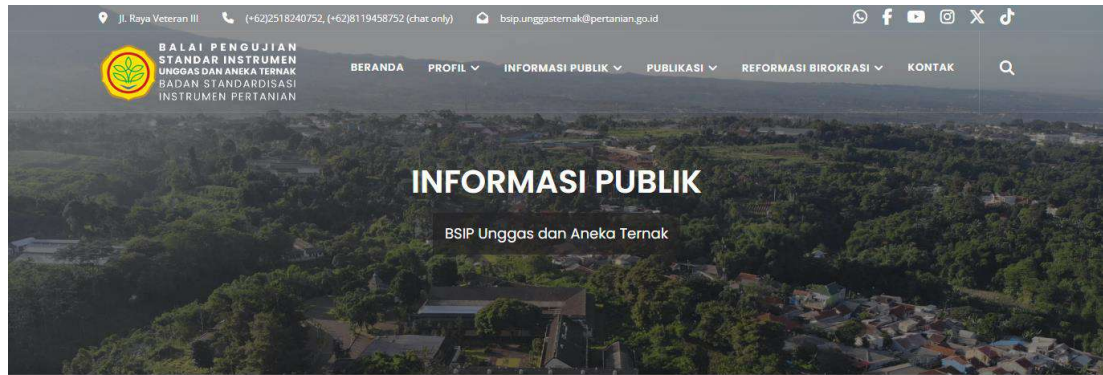 Jl. Raya Veteran III (+62)2518240752, (+62)8119458752 (chat only) bsip.unggasternak@pertanian.go.id
BALAI PENGUJIAN
STANDAR INSTRUMEN
UNGGAS DAN ANEKA TERNAK
BADAN STANDARDISASI
INSTRUMEN PERTANIAN
BERANDA PROFIL INFORMASI PUBLIK PUBLIKASI REFORMASI BIROKRASI KONTAK
INFORMASI PUBLIK
BSIP Unggas dan Aneka Ternak